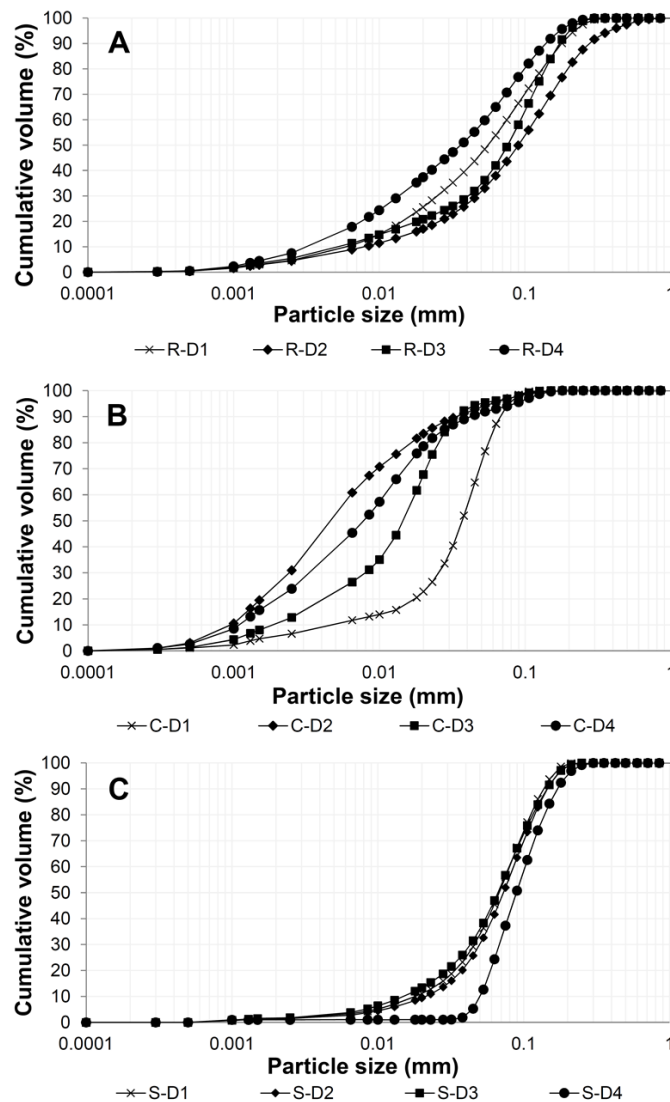 A
Cumulative volume (%)
100
90
80
70
60
50
40
30
20
10
0
0.0001 0.001 0.01 0.1 1
Particle size (mm)
R-D1 R-D2 R-D3 R-D4
B
Cumulative volume (%)
100
90
80
70
60
50
40
30
20
10
0
0.0001 0.001 0.01 0.1 1
Particle size (mm)
C-D1 C-D2 C-D3 C-D4
C
Cumulative volume (%)
100
90
80
70
60
50
40
30
20
10
0
0.0001 0.001 0.01 0.1 1
Particle size (mm)
S-D1 S-D2 S-D3 S-D4